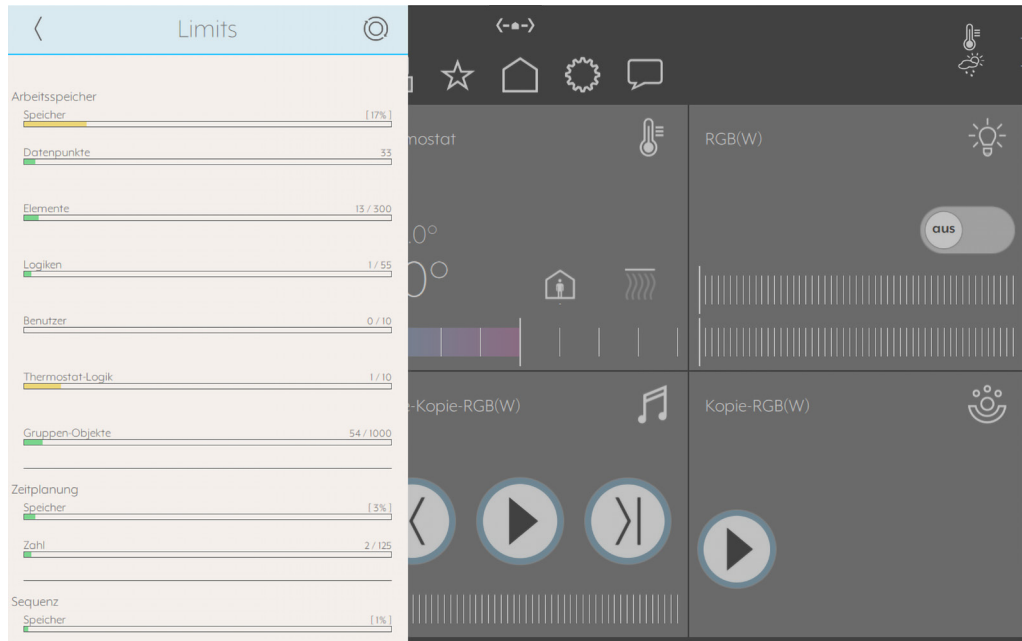 Limits
Arbeitsspeicher
Speicher [17%]
Datenpunkte 33
Elemente 13 / 300
Logiken 1 / 55
Benutzer 0 / 10
Thermostat-Logik 1 / 10
Gruppen-Objekte 54 / 1000
Zeitplanung
Speicher [3%]
Zahl 2 / 125
Sequenz
Speicher [1%]
mostat
.0°
0°
RGB(W)
aus
-Kopie-RGB(W)
Kopie-RGB(W)